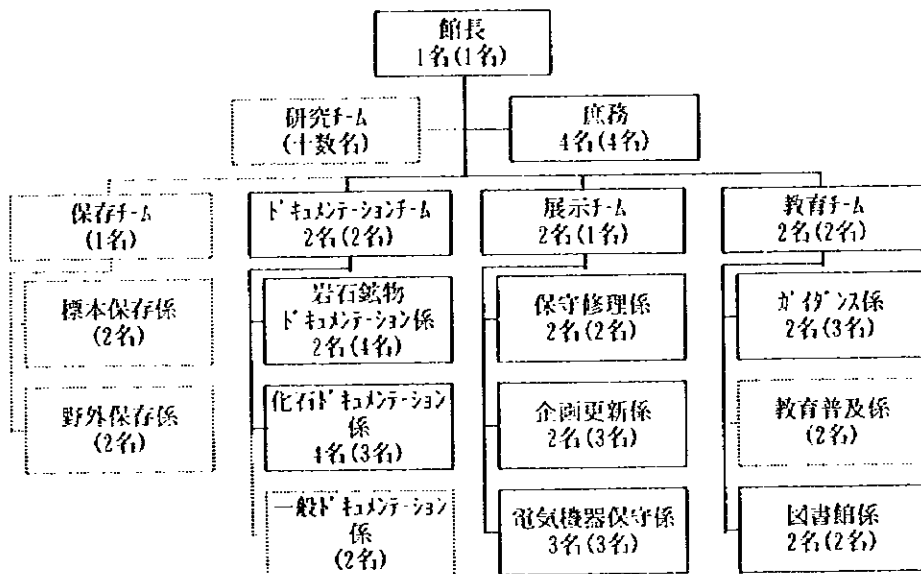 館長
1名(1名)
研究チーム
(十数名)
庶務
4名(4名)
保存チーム
(1名)
ドキュメンテーションチーム
2名(2名)
展示チーム
2名(1名)
教育チーム
2名(2名)
標本保存係
(2名)
岩石鉱物
ドキュメンテーション係
2名(4名)
保守修理係
2名(2名)
ガイダンス係
2名(3名)
野外保存係
(2名)
化石ドキュメンテーション
係
4名(3名)
企画更新係
2名(3名)
教育普及係
(2名)
一般ドキュメンテーション
係
(2名)
電気機器保守係
3名(3名)
図書館係
2名(2名)